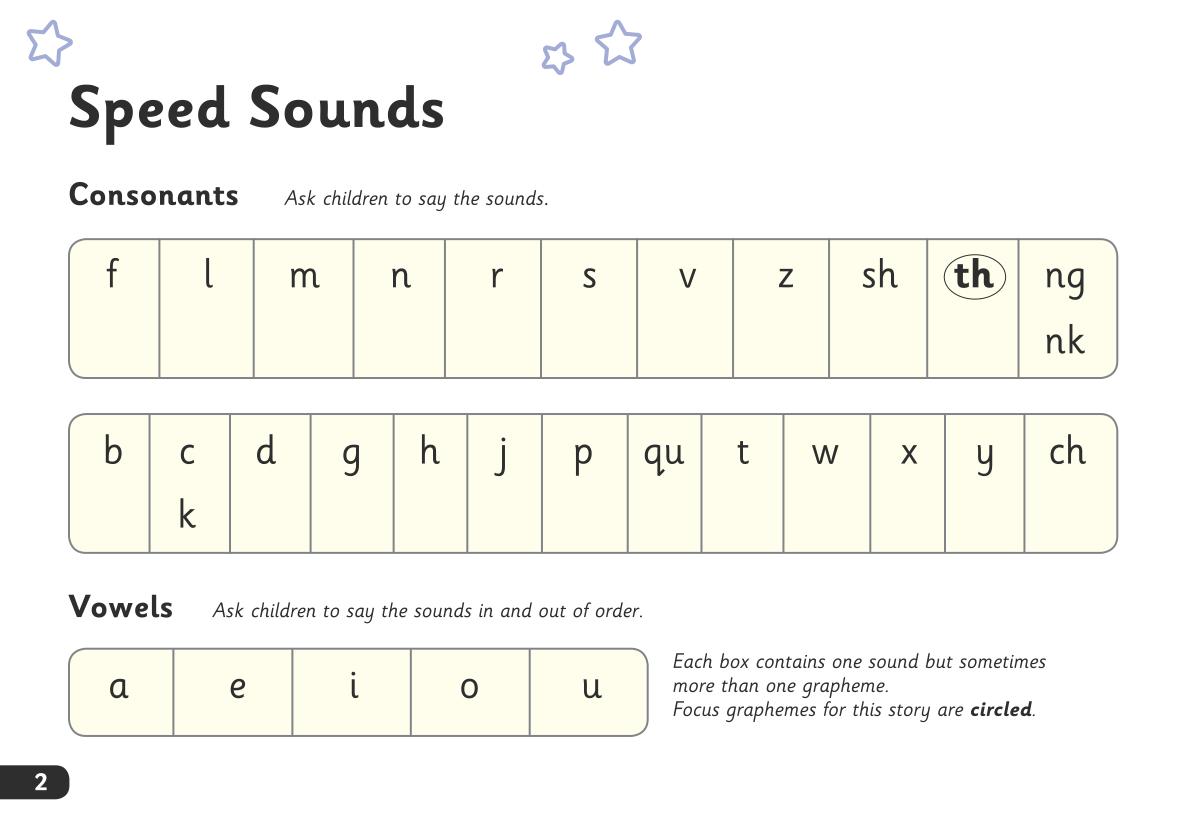 Speed Sounds
Consonants Ask children to say the sounds.
f l m n r s v z sh th ng
nk
b c d g h j p qu t w x y ch
k
Vowels Ask children to say the sounds in and out of order.
a e i o u
Each box contains one sound but sometimes
more than one grapheme.
Focus graphemes for this story are circled.
2